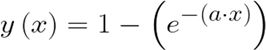 y (x) = 1 − (e^{−(a·x)})